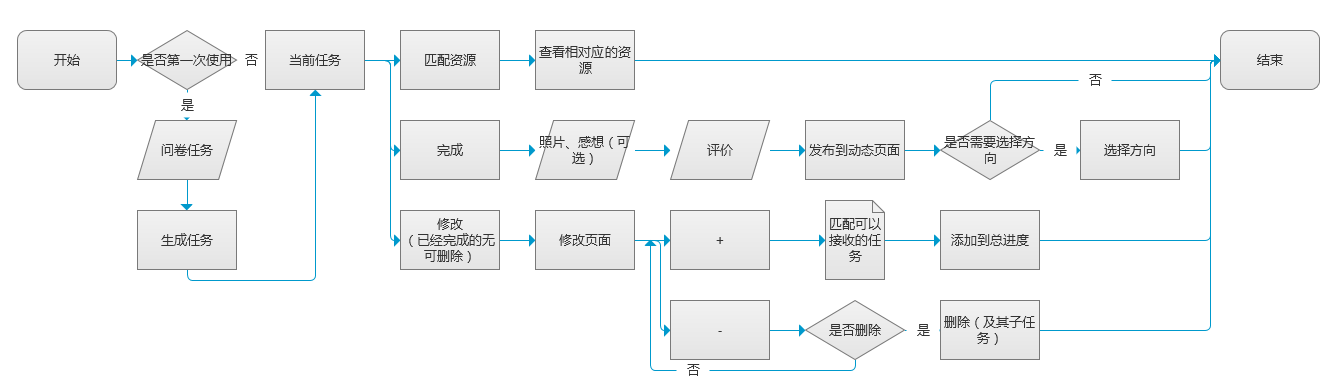 开始
是否第一次使用
否
当前任务
匹配资源
查看相对应的资
源
结束
否
是
问卷任务
完成
照片、感想（可
选）
评价
发布到动态页面
是否需要选择方
向
是
选择方向
生成任务
修改
（已经完成的无
可删除）
修改页面
+
匹配可以
接收的任
务
添加到总进度
-
是否删除
是
删除（及其子任
务）
否